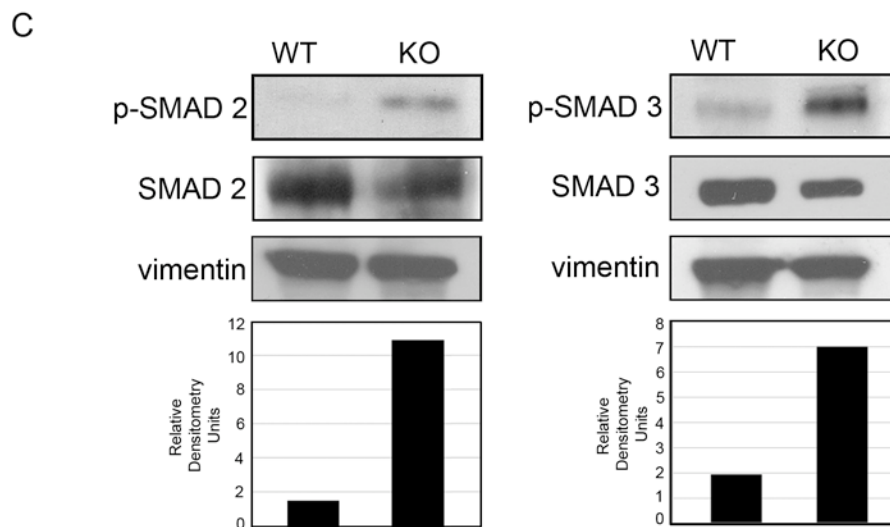 C
WT KO
p-SMAD 2
SMAD 2
vimentin
12
10
8
6
4
2
0
Relative
Densitometry
Units
WT KO
p-SMAD 3
SMAD 3
vimentin
8
7
6
5
4
3
2
1
0
Relative
Densitometry
Units